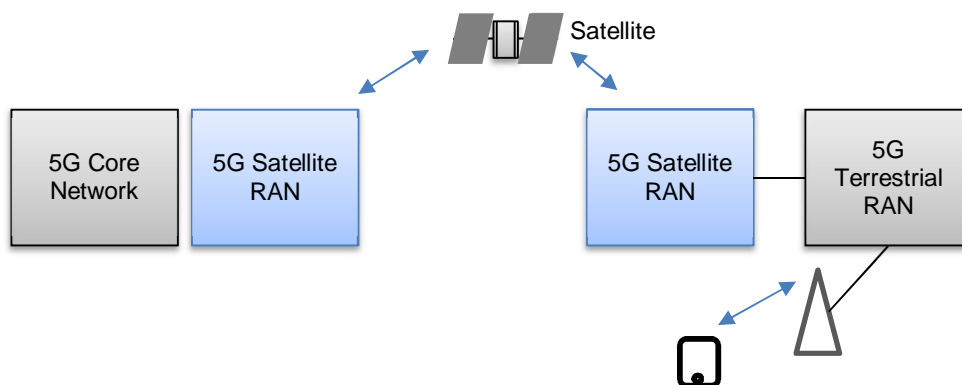 Satellite
5G Core
Network
5G Satellite
RAN
5G Satellite
RAN
5G
Terrestrial
RAN